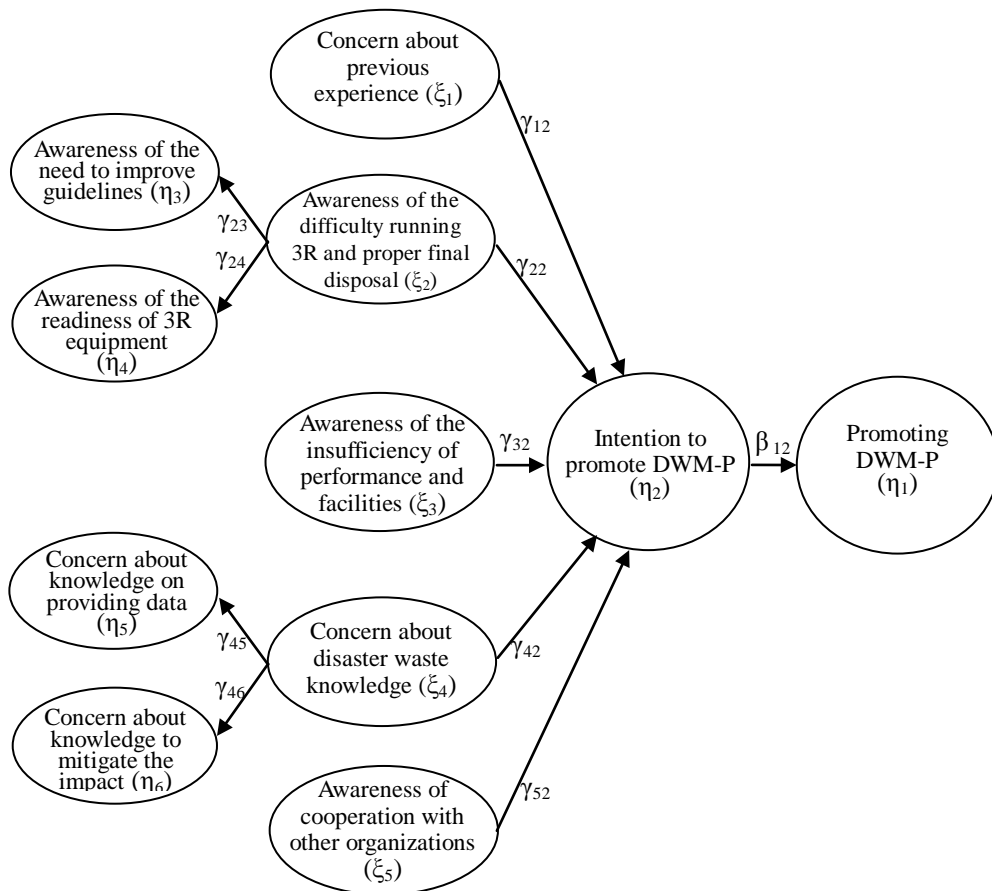 Concern about
previous
experience (ξ1)
γ12
Awareness of the
need to improve
guidelines (η3)
γ23
γ24
Awareness of the
readiness of 3R
equipment
(η4)
Awareness of the
difficulty running
3R and proper final
disposal (ξ2)
γ22
Awareness of the
insufficiency of
performance and
facilities (ξ3)
γ32
Intention to
promote DWM-P
(η2)
β12
Promoting
DWM-P
(η1)
Concern about
knowledge on
providing data
(η5)
γ45
γ46
Concern about
knowledge to
mitigate the
impact (η6)
Concern about
disaster waste
knowledge (ξ4)
γ42
Awareness of
cooperation with
other organizations
(ξ5)
γ52